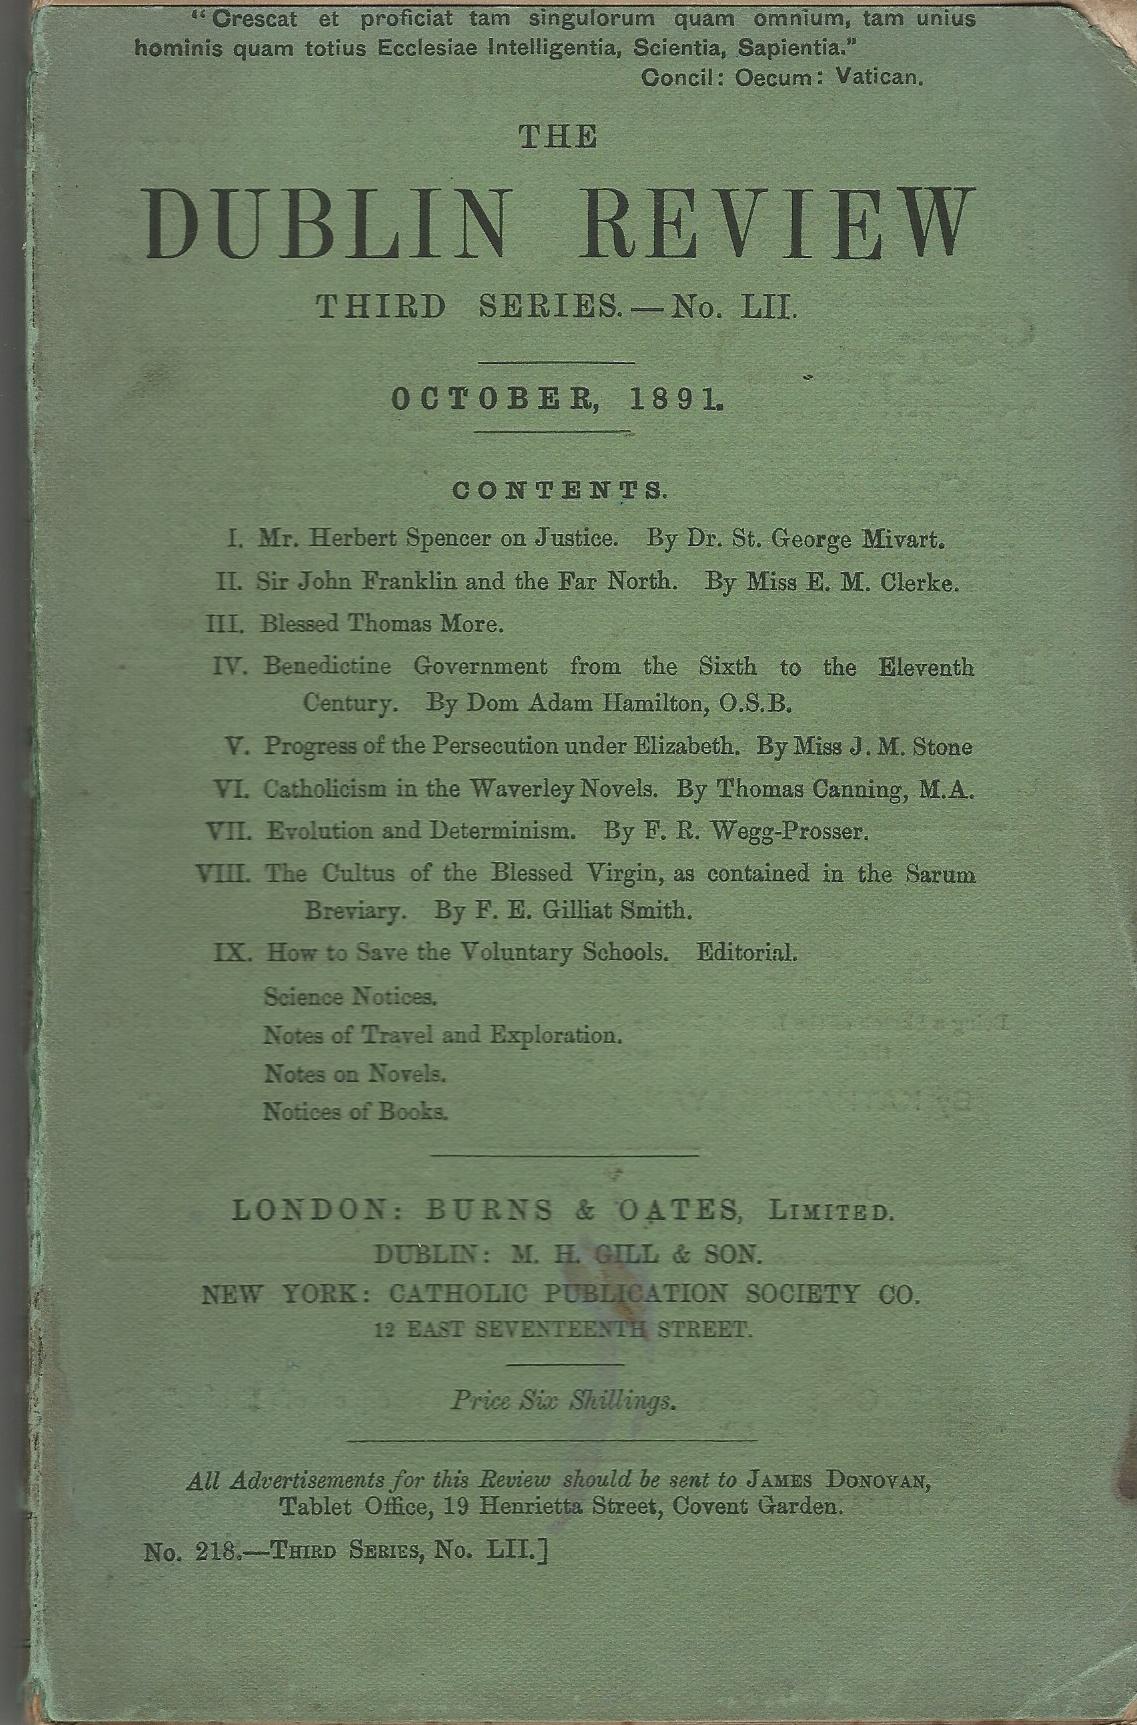 “Crescat et proficiat tam singulorum quam omnium, tam unius
hominis quam totius Ecclesiae Intelligentia, Scientia, Sapientia.”
Concil: Oecum: Vatican.
THE
DUBLIN REVIEW
THIRD SERIES.—No. LII.
OCTOBER, 1891.
CONTENTS.
I. Mr. Herbert Spencer on Justice. By Dr. St. George Mivart.
II. Sir John Franklin and the Far North. By Miss E. M. Clerke.
III. Blessed Thomas More.
IV. Benedictine Government from the Sixth to the Eleventh
Century. By Dom Adam Hamilton, O.S.B.
V. Progress of the Persecution under Elizabeth. By Miss J. M. Stone
VI. Catholicism in the Waverley Novels. By Thomas Canning, M.A.
VII. Evolution and Determinism. By F. R. Wegg-Prosser.
VIII. The Cultus of the Blessed Virgin, as contained in the Sarum
Breviary. By F. E. Gilliat Smith.
IX. How to Save the Voluntary Schools. Editorial.
Science Notices.
Notes of Travel and Exploration.
Notes on Novels.
Notices of Books.
LONDON: BURNS & OATES, LIMITED.
DUBLIN: M. H. GILL & SON.
NEW YORK: CATHOLIC PUBLICATION SOCIETY CO.
12 EAST SEVENTEENTH STREET.
Price Six Shillings.
All Advertisements for this Review should be sent to JAMES DONOVAN,
Tablet Office, 19 Henrietta Street, Covent Garden.
No. 218.—THIRD SERIES, No. LII.]